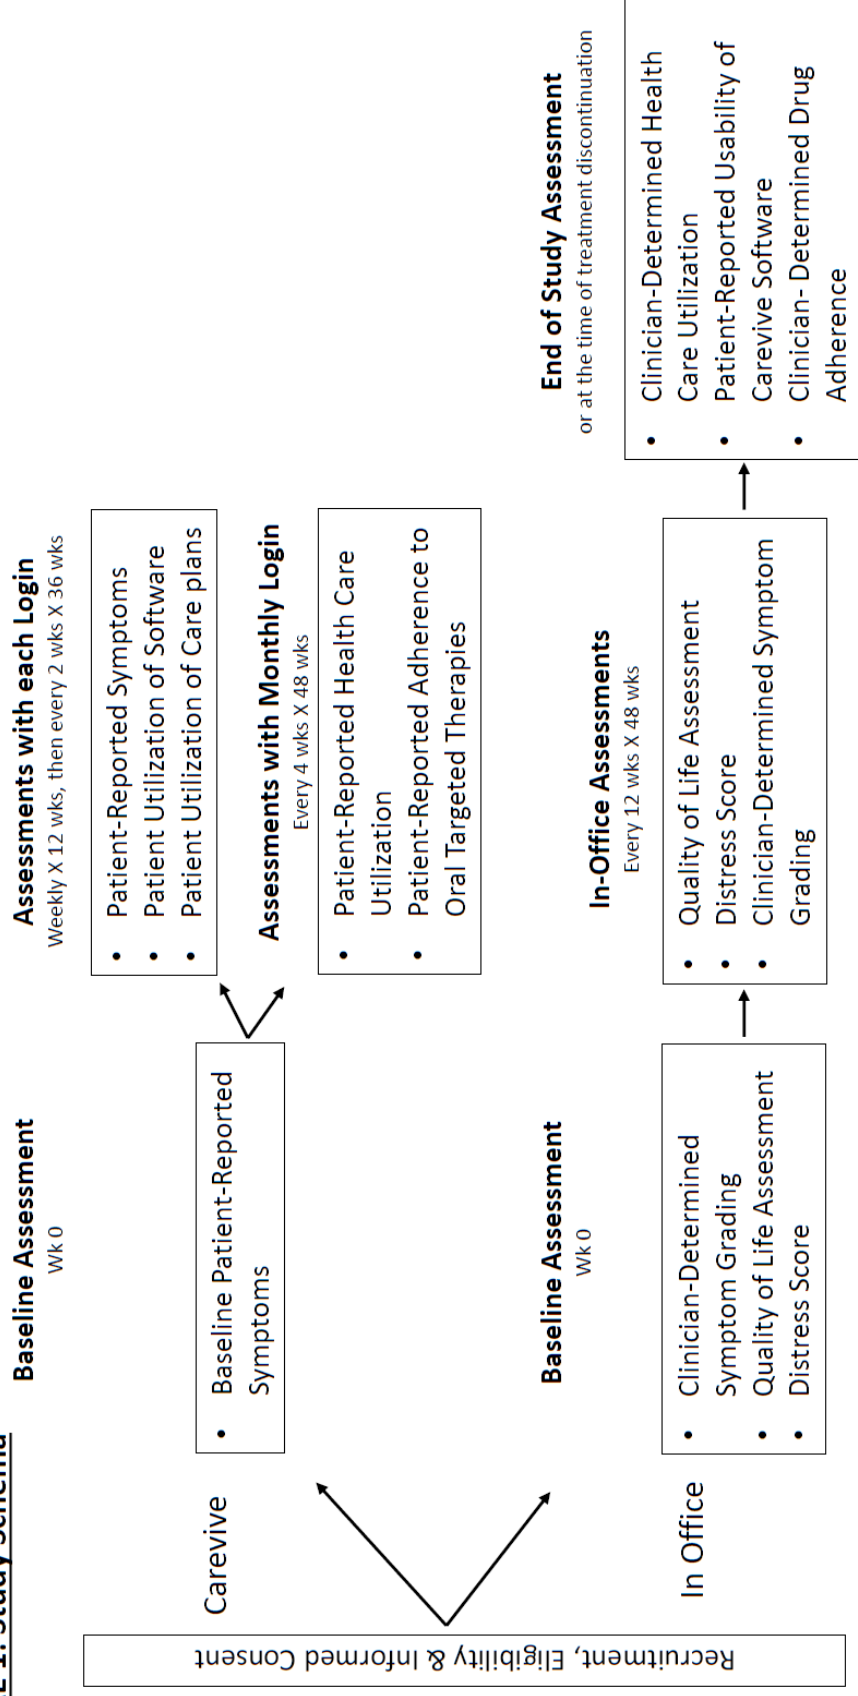 1. Study Schema
Recruitment, Eligibility & Informed Consent
Carevive
Baseline Assessment
Wk 0
• Baseline Patient-Reported
Symptoms
Assessments with each Login
Weekly X 12 wks, then every 2 wks X 36 wks
• Patient-Reported Symptoms
• Patient Utilization of Software
• Patient Utilization of Care plans
Assessments with Monthly Login
Every 4 wks X 48 wks
• Patient-Reported Health Care
Utilization
• Patient-Reported Adherence to
Oral Targeted Therapies
In Office
Baseline Assessment
Wk 0
• Clinician-Determined
Symptom Grading
• Quality of Life Assessment
• Distress Score
In-Office Assessments
Every 12 wks X 48 wks
• Quality of Life Assessment
• Distress Score
• Clinician-Determined Symptom
Grading
End of Study Assessment
or at the time of treatment discontinuation
• Clinician-Determined Health
Care Utilization
• Patient-Reported Usability of
Carevive Software
• Clinician- Determined Drug
Adherence